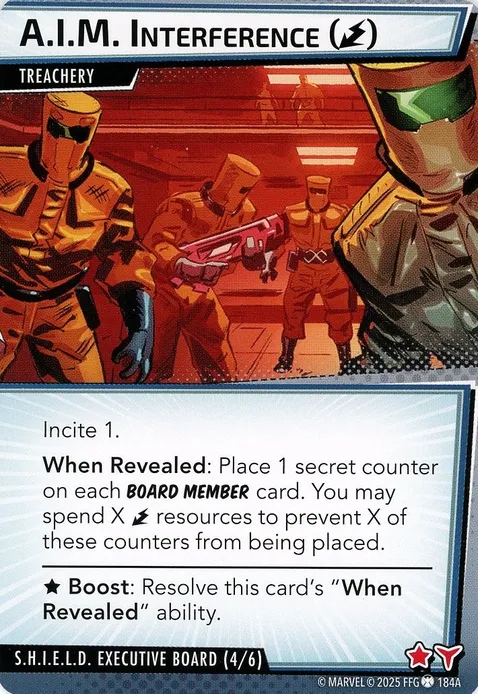 A.I.M. INTERFERENCE ( )
TREACHERY
Incite 1.
When Revealed: Place 1 secret counter
on each BOARD MEMBER card. You may
spend X resources to prevent X of
these counters from being placed.
★ Boost: Resolve this card's “When
Revealed” ability.
S.H.I.E.L.D. EXECUTIVE BOARD (4/6)
© MARVEL © 2025 FFG 184A